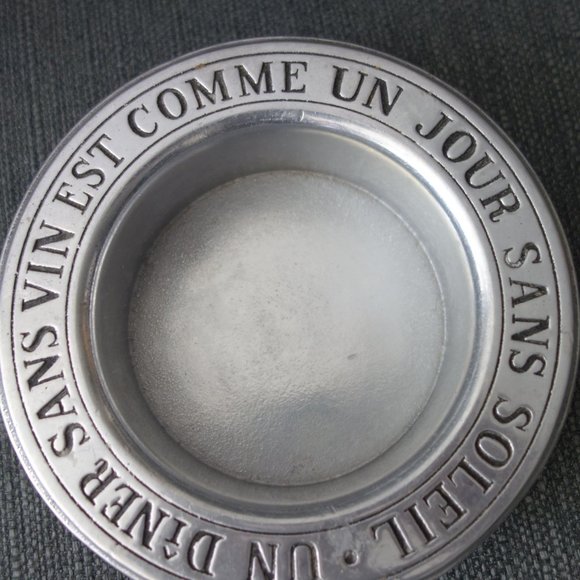 UN DîNER SANS VIN EST COMME UN JOUR SANS SOLEIL ·